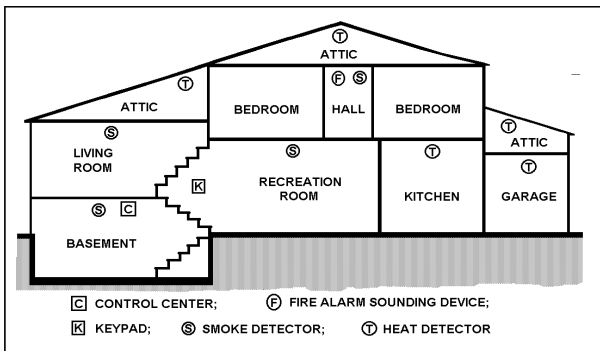 T
ATTIC
T
ATTIC
BEDROOM
F S
HALL
BEDROOM
T
ATTIC
S
LIVING
ROOM
S
RECREATION
ROOM
T
KITCHEN
T
GARAGE
K
S C
BASEMENT
C CONTROL CENTER;
F FIRE ALARM SOUNDING DEVICE;
K KEYPAD;
S SMOKE DETECTOR;
T HEAT DETECTOR